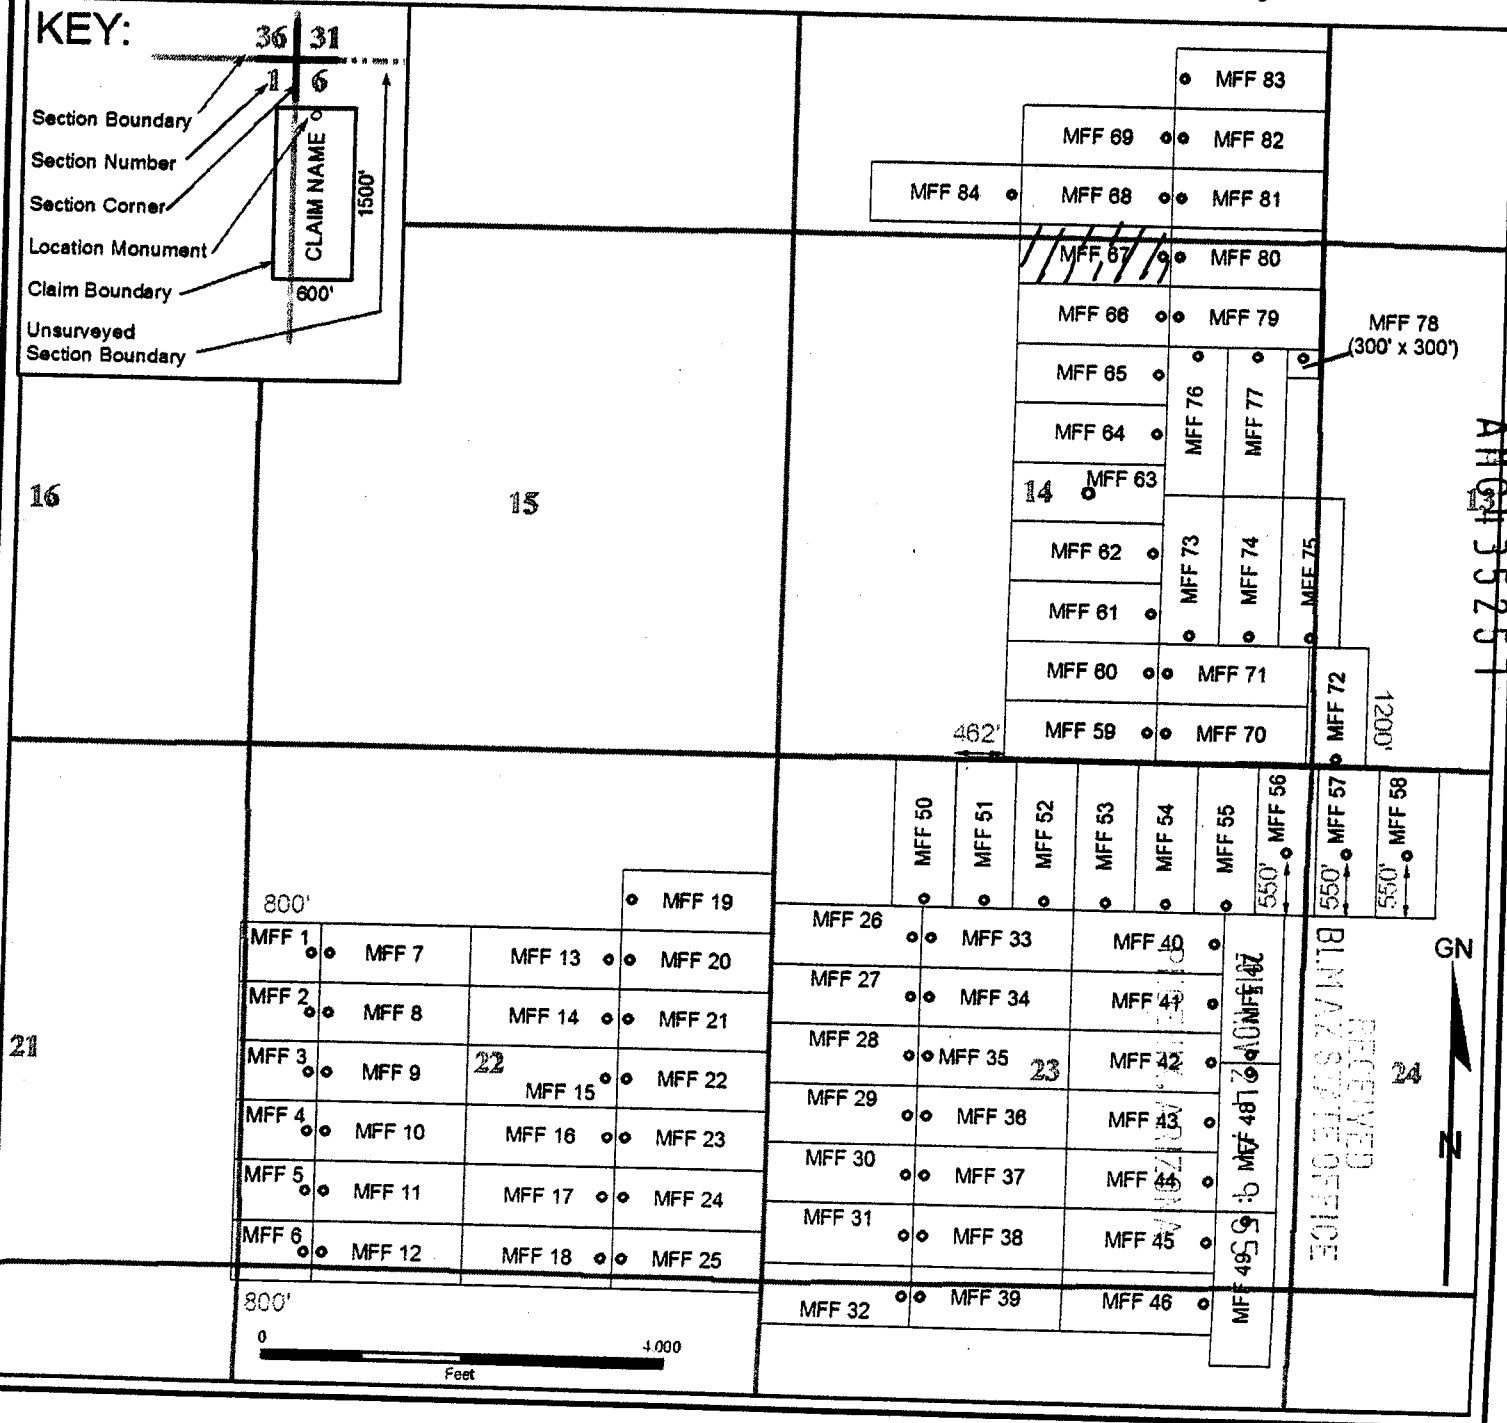 KEY:
36 31
1 6
Section Boundary
Section Number
Section Corner
Location Monument
Claim Boundary
Unsurveyed
Section Boundary
CLAIM NAME
1500'
600'
MFF 83
MFF 69
MFF 82
MFF 84
MFF 68
MFF 81
MFF 67
MFF 80
MFF 66
MFF 79
MFF 78
(300' x 300')
MFF 65
MFF 76
MFF 77
MFF 64
MFF 63
16
15
14
13
MFF 62
MFF 73
MFF 74
MFF 75
MFF 61
MFF 60
MFF 71
MFF 72
1200'
462'
MFF 59
MFF 70
MFF 50
MFF 51
MFF 52
MFF 53
MFF 54
MFF 55
MFF 56
MFF 57
MFF 58
550'
550'
550'
800'
MFF 19
MFF 1
MFF 7
MFF 13
MFF 20
MFF 26
MFF 33
MFF 40
MFF 47
MFF 2
MFF 8
MFF 14
MFF 21
MFF 27
MFF 34
MFF 41
21
MFF 3
MFF 9
22
MFF 15
MFF 22
MFF 28
MFF 35
23
MFF 42
24
MFF 4
MFF 10
MFF 16
MFF 23
MFF 29
MFF 36
MFF 43
MFF 48
MFF 5
MFF 11
MFF 17
MFF 24
MFF 30
MFF 37
MFF 44
MFF 6
MFF 12
MFF 18
MFF 25
MFF 31
MFF 38
MFF 45
MFF 49
MFF 32
MFF 39
MFF 46
800'
0 4,000
Feet
GN
N
RECEIVED
BLM AZ STATE OFFICE
PHOENIX, ARIZONA